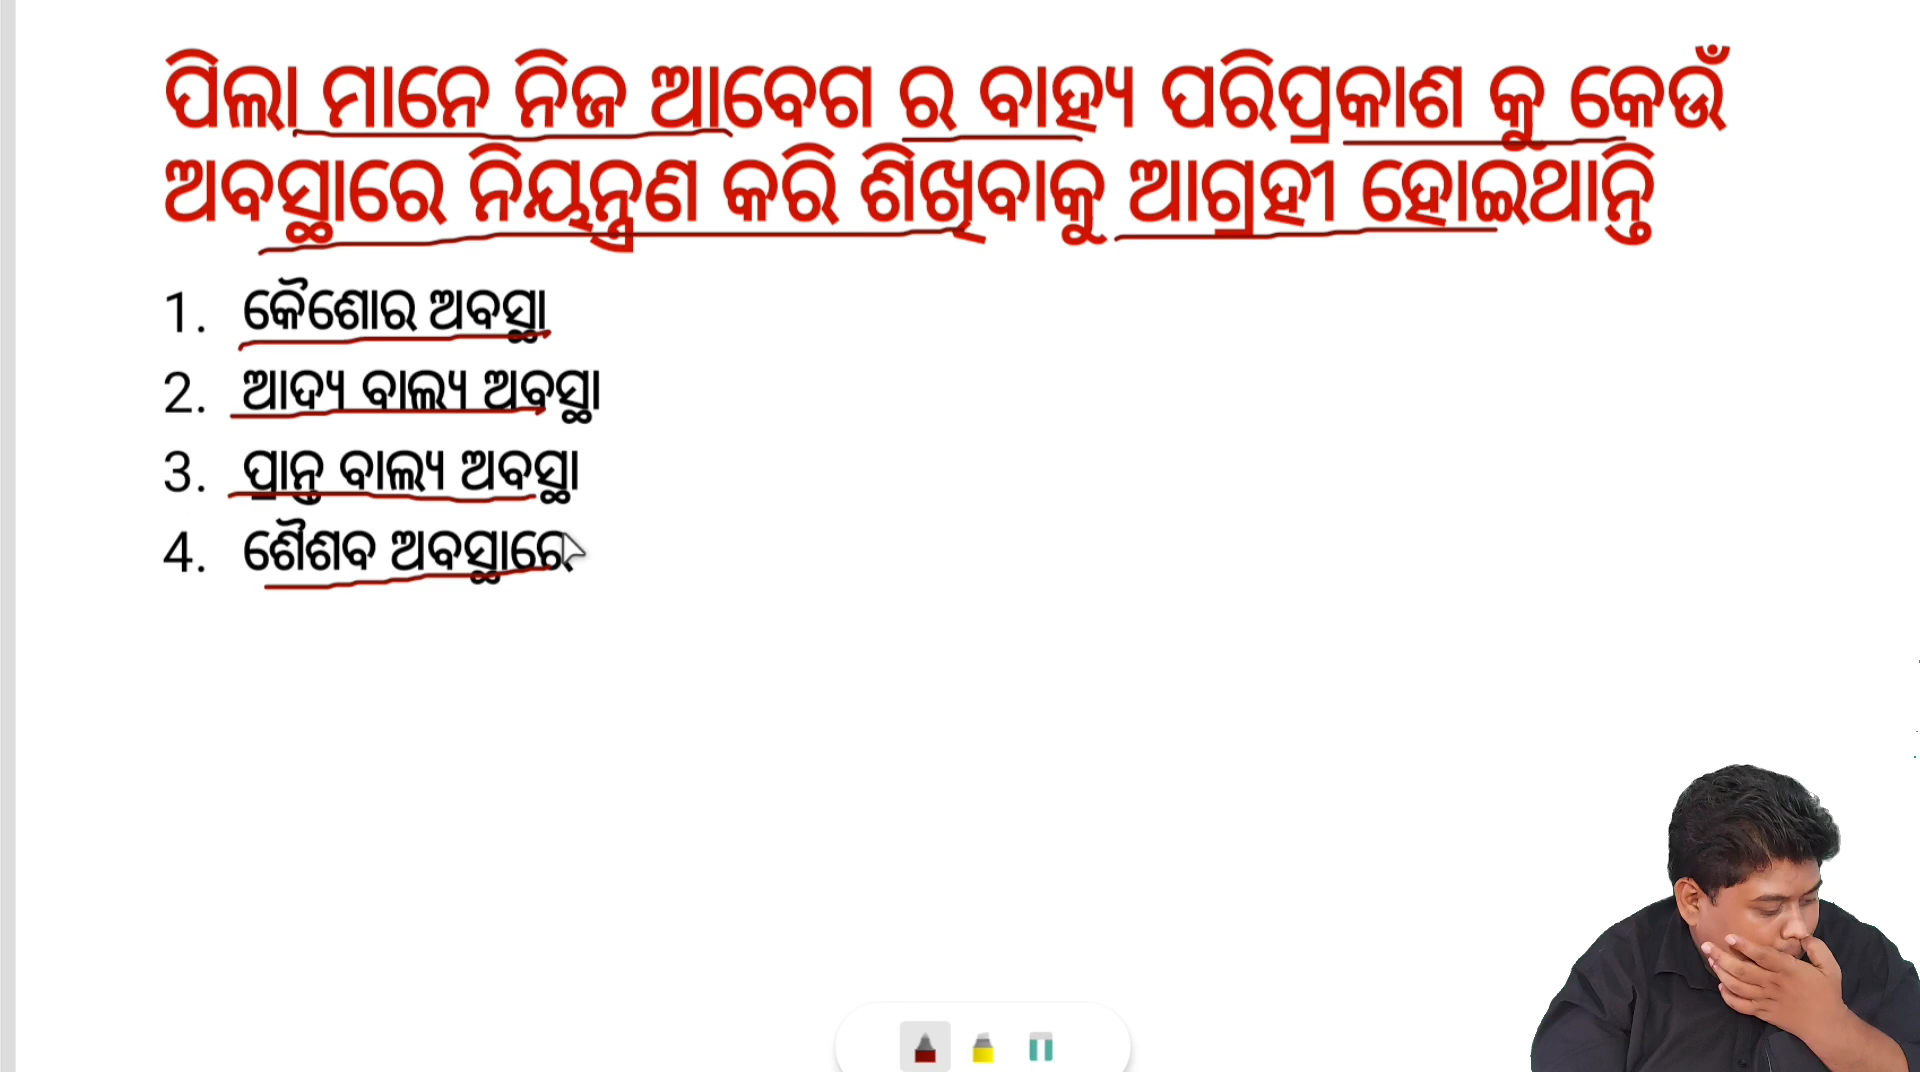 ପିଲା ମାନେ ନିଜ ଆବେଗ ର ବାହ୍ୟ ପରିପ୍ରକାଶ କୁ କେଉଁ
ଅବସ୍ଥାରେ ନିୟନ୍ତ୍ରଣ କରି ଶିଖିବାକୁ ଆଗ୍ରହୀ ହୋଇଥାନ୍ତି
1. କୈଶୋର ଅବସ୍ଥା
2. ଆଦ୍ୟ ବାଲ୍ୟ ଅବସ୍ଥା
3. ପ୍ରାନ୍ତ ବାଲ୍ୟ ଅବସ୍ଥା
4. ଶୈଶବ ଅବସ୍ଥାରେ